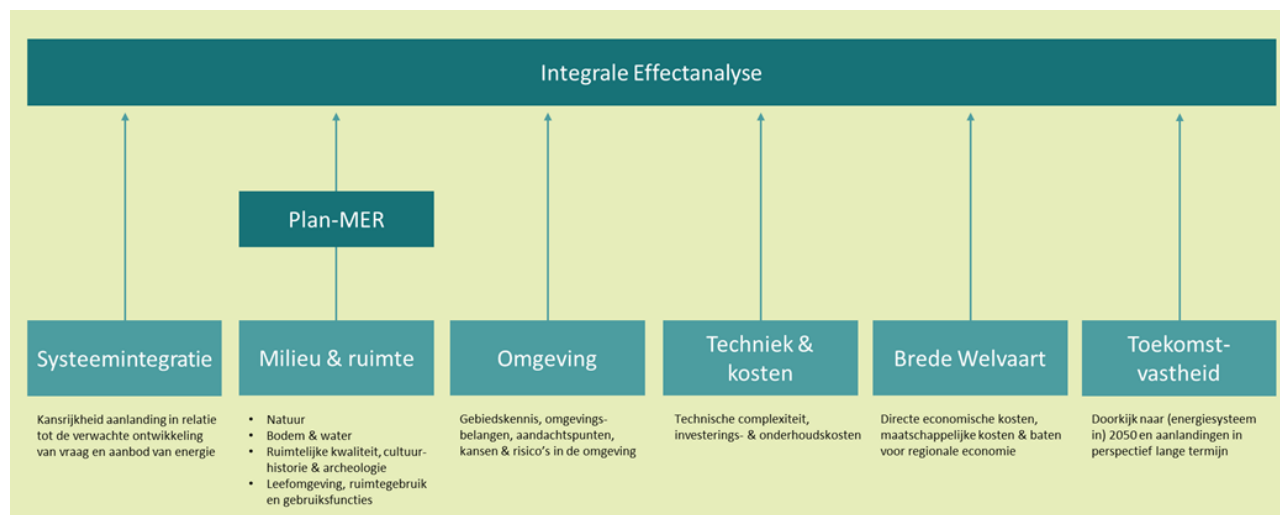 Integrale Effectanalyse
Plan-MER
Systeemintegratie
Milieu & ruimte
Omgeving
Techniek &
kosten
Brede Welvaart
Toekomst-
vastheid
Kansrijkheid aanlanding in relatie
tot de verwachte ontwikkeling
van vraag en aanbod van energie
• Natuur
• Bodem & water
• Ruimtelijke kwaliteit, cultuur-
historie & archeologie
• Leefomgeving, ruimtegebruik
en gebruiksfuncties
Gebiedskennis, omgevings-
belangen, aandachtspunten,
kansen & risico's in de omgeving
Technische complexiteit,
investerings- & onderhoudskosten
Directe economische kosten,
maatschappelijke kosten & baten
voor regionale economie
Doorkijk naar (energiesysteem
in) 2050 en aanlandingen in
perspectief lange termijn